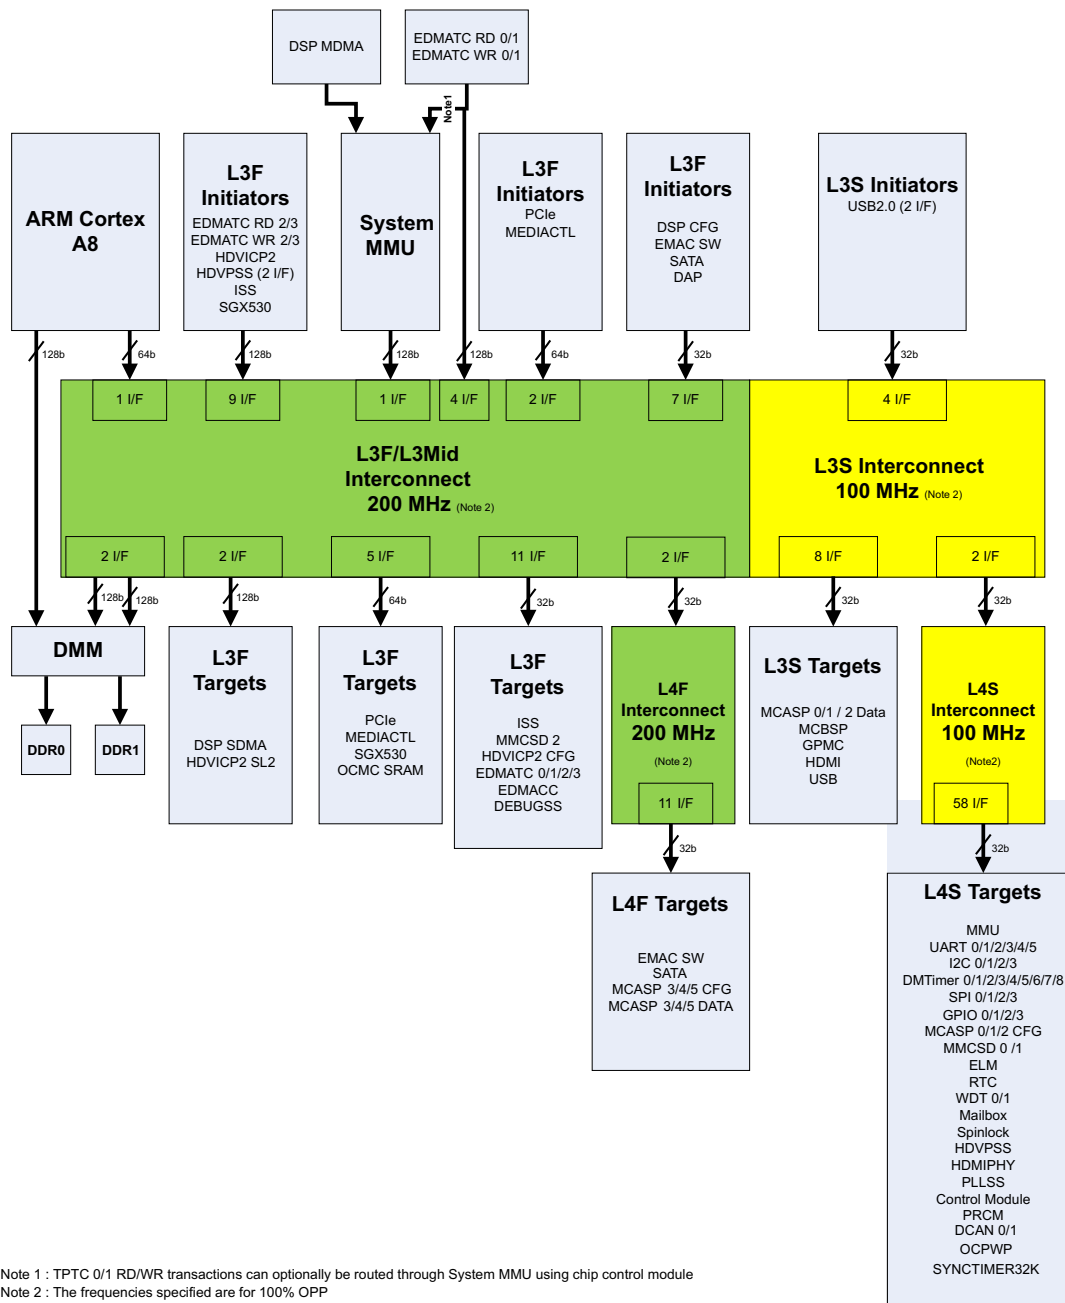 DSP MDMA
EDMATC RD 0/1
EDMATC WR 0/1
Note1
ARM Cortex
A8
L3F
Initiators
EDMATC RD 2/3
EDMATC WR 2/3
HDVICP2
HDVPSS (2 I/F)
ISS
SGX530
System
MMU
L3F
Initiators
PCIe
MEDIACTL
L3F
Initiators
DSP CFG
EMAC SW
SATA
DAP
L3S Initiators
USB2.0 (2 I/F)
128b
64b
128b
128b
128b
64b
32b
32b
1 I/F
9 I/F
1 I/F
4 I/F
2 I/F
7 I/F
4 I/F
L3F/L3Mid
Interconnect
200 MHz (Note 2)
L3S Interconnect
100 MHz (Note 2)
2 I/F
2 I/F
5 I/F
11 I/F
2 I/F
8 I/F
2 I/F
128b
128b
128b
64b
32b
32b
32b
32b
DMM
DDR0
DDR1
L3F
Targets
DSP SDMA
HDVICP2 SL2
L3F
Targets
PCIe
MEDIACTL
SGX530
OCMC SRAM
L3F
Targets
ISS
MMCSD 2
HDVICP2 CFG
EDMATC 0/1/2/3
EDMACC
DEBUGSS
L4F
Interconnect
200 MHz
(Note 2)
11 I/F
32b
L3S Targets
MCASP 0/1 / 2 Data
MCBSP
GPMC
HDMI
USB
L4S
Interconnect
100 MHz
(Note2)
58 I/F
32b
L4F Targets
EMAC SW
SATA
MCASP 3/4/5 CFG
MCASP 3/4/5 DATA
L4S Targets
MMU
UART 0/1/2/3/4/5
I2C 0/1/2/3
DMTimer 0/1/2/3/4/5/6/7/8
SPI 0/1/2/3
GPIO 0/1/2/3
MCASP 0/1/2 CFG
MMCSD 0 /1
ELM
RTC
WDT 0/1
Mailbox
Spinlock
HDVPSS
HDMIPHY
PLLSS
Control Module
PRCM
DCAN 0/1
OCPWP
SYNCTIMER32K
Note 1 : TPTC 0/1 RD/WR transactions can optionally be routed through System MMU using chip control module
Note 2 : The frequencies specified are for 100% OPP